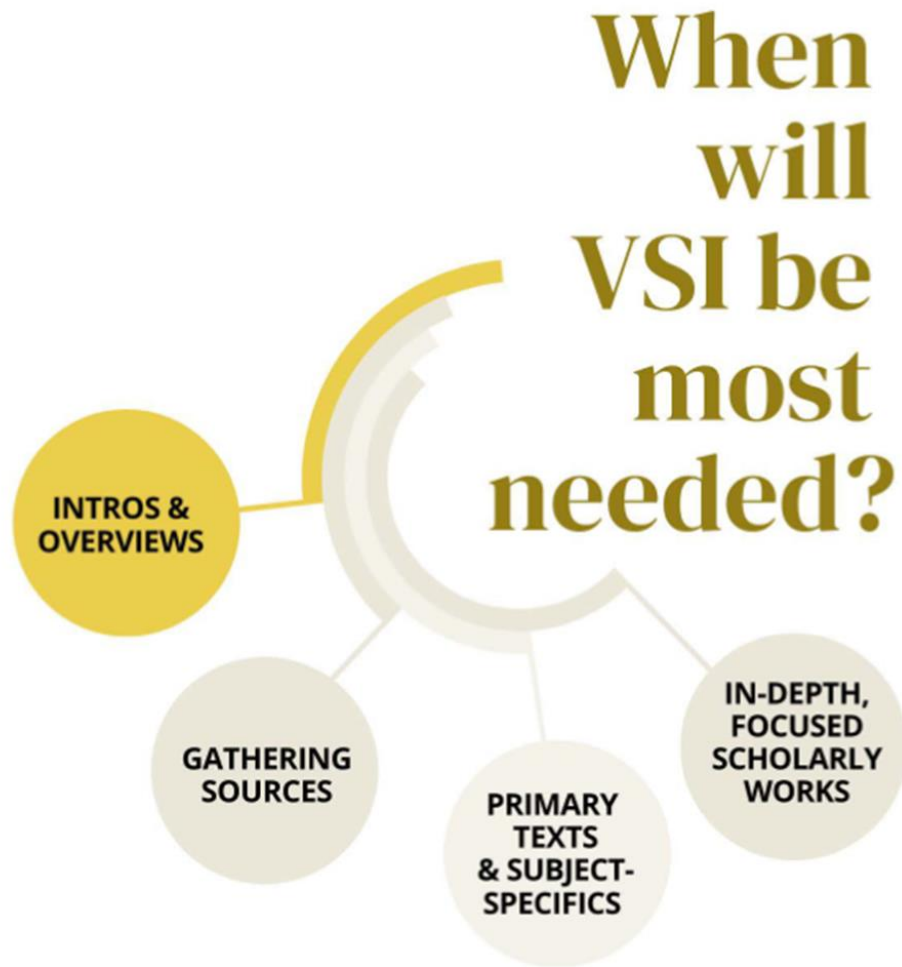 When
will
VSI be
most
needed?
INTROS &
OVERVIEWS
GATHERING
SOURCES
PRIMARY
TEXTS
& SUBJECT-
SPECIFICS
IN-DEPTH,
FOCUSED
SCHOLARLY
WORKS